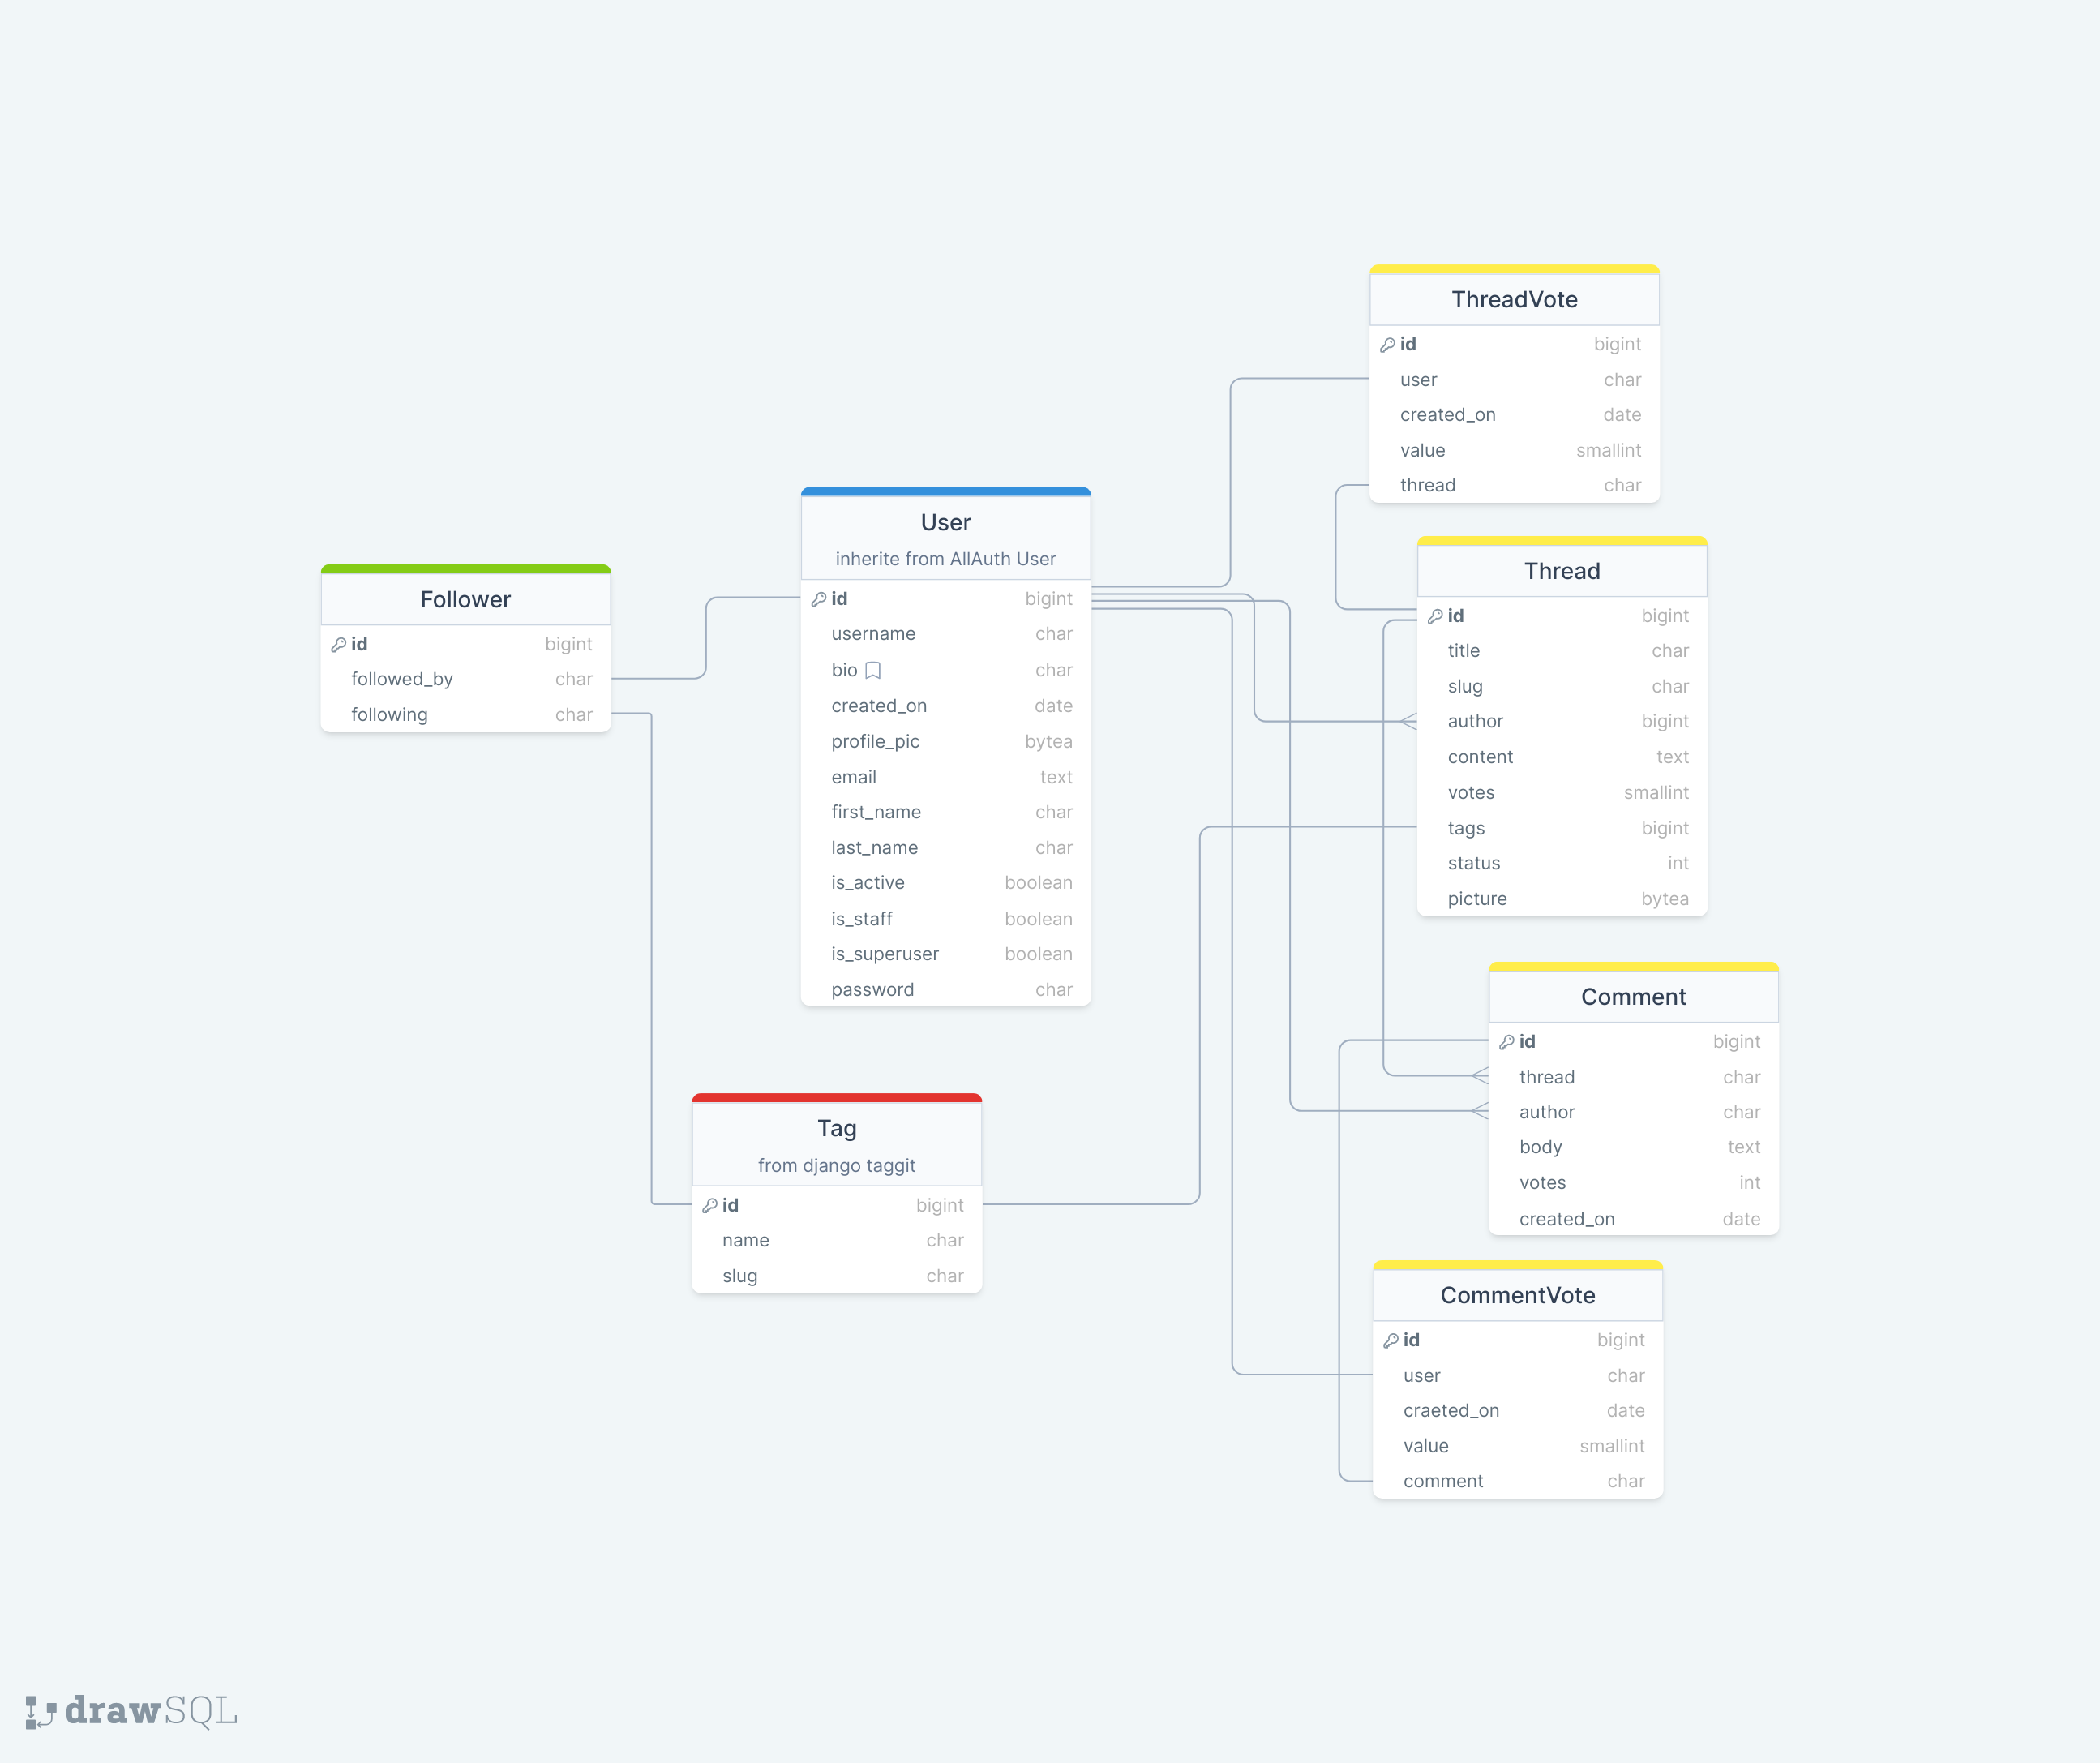 ThreadVote
id bigint
user char
created_on date
value smallint
thread char
User
inherite from AllAuth User
id bigint
username char
bio char
created_on date
profile_pic bytea
email text
first_name char
last_name char
is_active boolean
is_staff boolean
is_superuser boolean
password char
Thread
id bigint
title char
slug char
author bigint
content text
votes smallint
tags bigint
status int
picture bytea
Follower
id bigint
followed_by char
following char
Comment
id bigint
thread char
author char
body text
votes int
created_on date
Tag
from django taggit
id bigint
name char
slug char
CommentVote
id bigint
user char
craeted_on date
value smallint
comment char
drawSQL